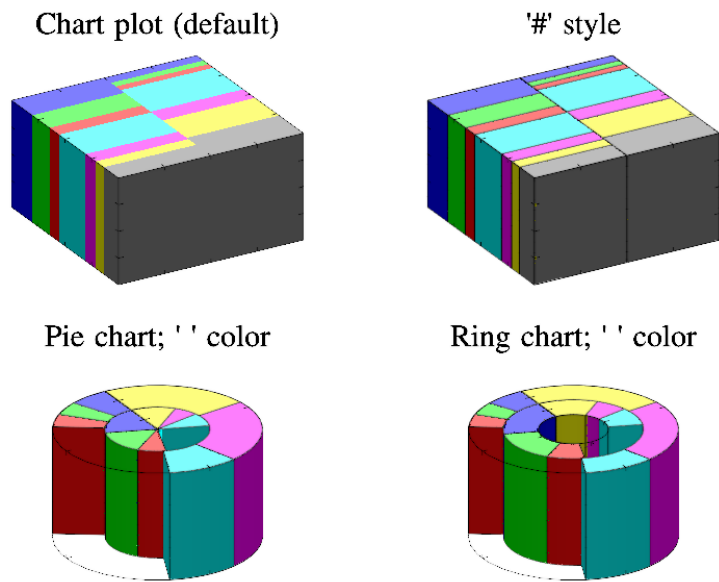 Chart plot (default)
'#' style
Pie chart; ' ' color
Ring chart; ' ' color